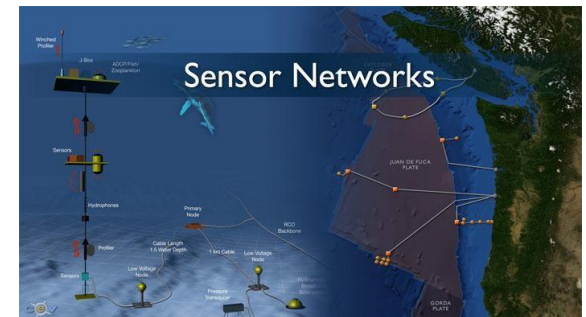 Sensor Networks
Winched
Profiler
J-Box
ADCP/Fish/
Zooplankton
Sensors
Hydrophones
Profiler
Sensors
Cable Length
1.5 Water Depth
Low Voltage
Node
Primary
Node
RCO
Backbone
1 km Cable
Low Voltage
Node
Pressure
Transducer
JUAN DE FUCA
PLATE
GORDA
PLATE